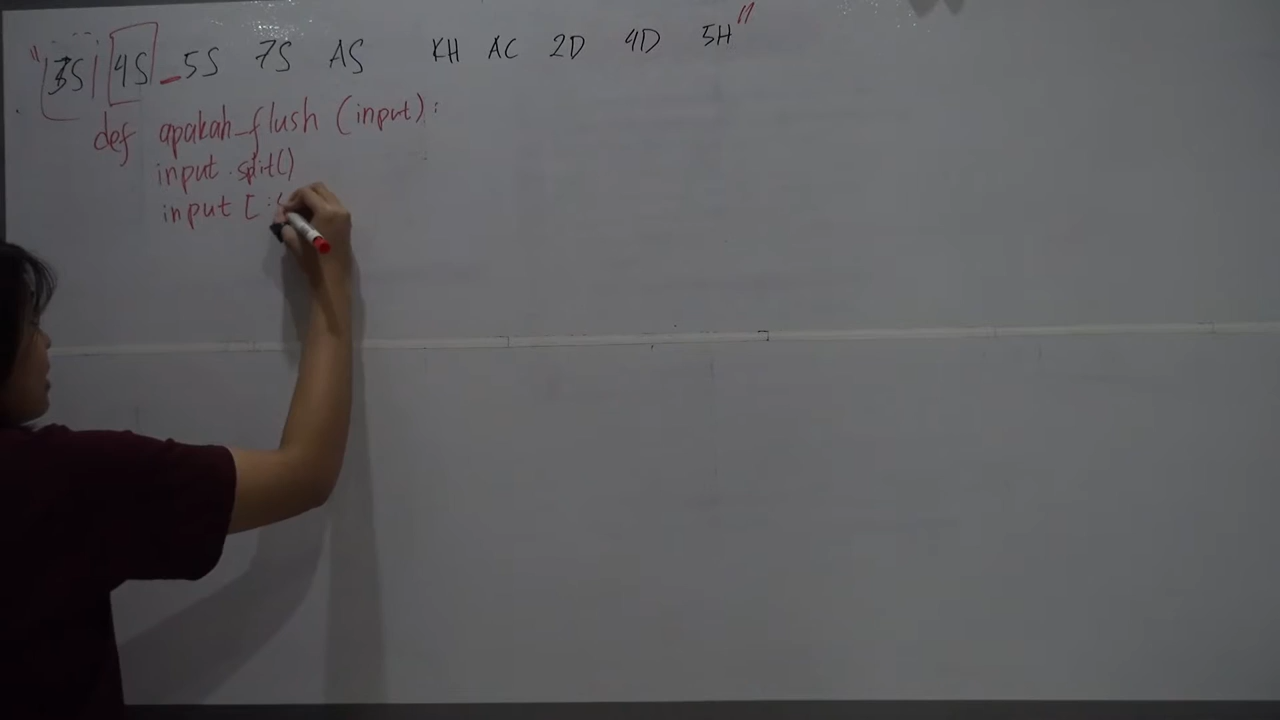 " 3S 4S _ 5S 7S AS KH AC 2D 4D 5H "
def apakah_flush (input):
input.split()
input [ :